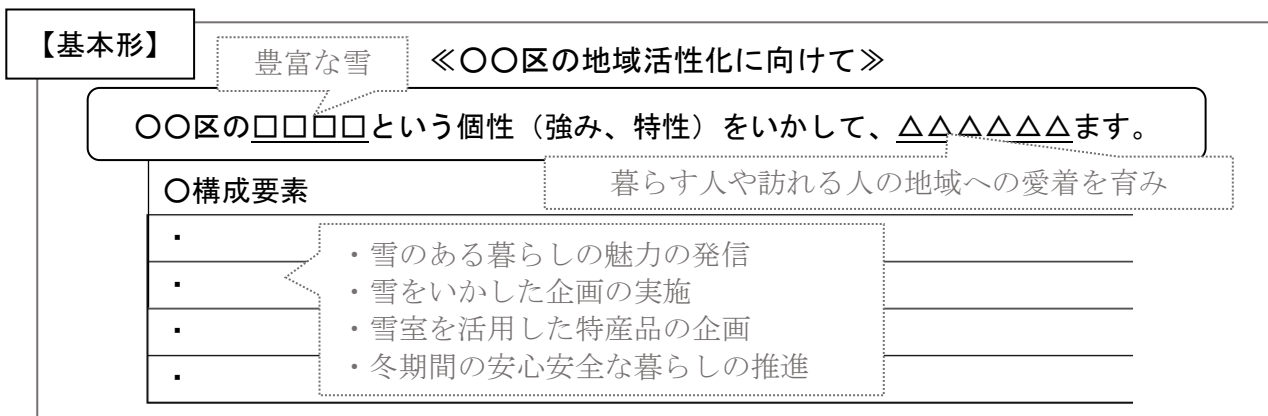 【基本形】
豊富な雪
≪〇〇区の地域活性化に向けて≫
〇〇区の□□□□という個性（強み、特性）をいかして、△△△△△△ます。
暮らす人や訪れる人の地域への愛着を育み
〇構成要素
・
・
・
・
・雪のある暮らしの魅力の発信
・雪をいかした企画の実施
・雪室を活用した特産品の企画
・冬期間の安心安全な暮らしの推進